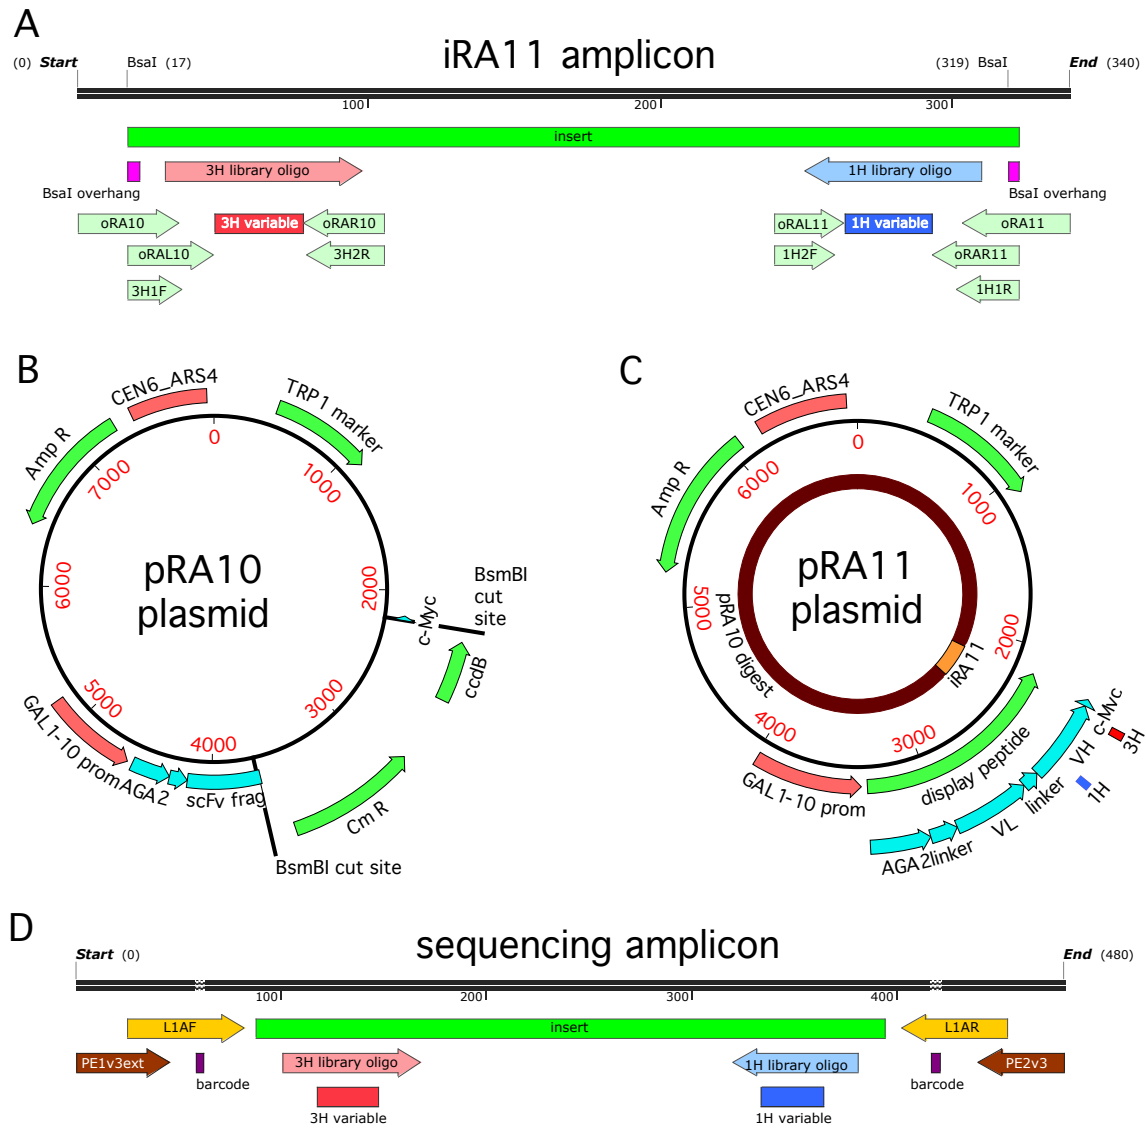 A
iRA11 amplicon
(0) Start
BsaI (17)
(319) BsaI
End (340)
100
200
300
insert
3H library oligo
1H library oligo
BsaI overhang
BsaI overhang
oRA10
3H variable
oRAR10
oRAL11
1H variable
oRA11
oRAL10
3H2R
1H2F
oRAR11
3H1F
1H1R
B
CEN6_ARS4
TRP1 marker
Amp R
0
1000
2000
3000
4000
5000
6000
7000
pRA10
plasmid
BsmBI
cut
site
c-Myc
ccdB
Cm R
BsmBI cut site
scFv frag
AGA2
GAL1-10 prom
C
CEN6_ARS4
TRP1 marker
Amp R
0
1000
2000
3000
4000
5000
6000
pRA11
plasmid
pRA10 digest
iRA11
GAL1-10 prom
display peptide
AGA2
linker
VL
linker
VH
c-Myc
3H
1H
D
sequencing amplicon
Start (0)
End (480)
100
200
300
400
L1AF
insert
L1AR
PE1v3ext
barcode
3H library oligo
1H library oligo
barcode
PE2v3
3H variable
1H variable